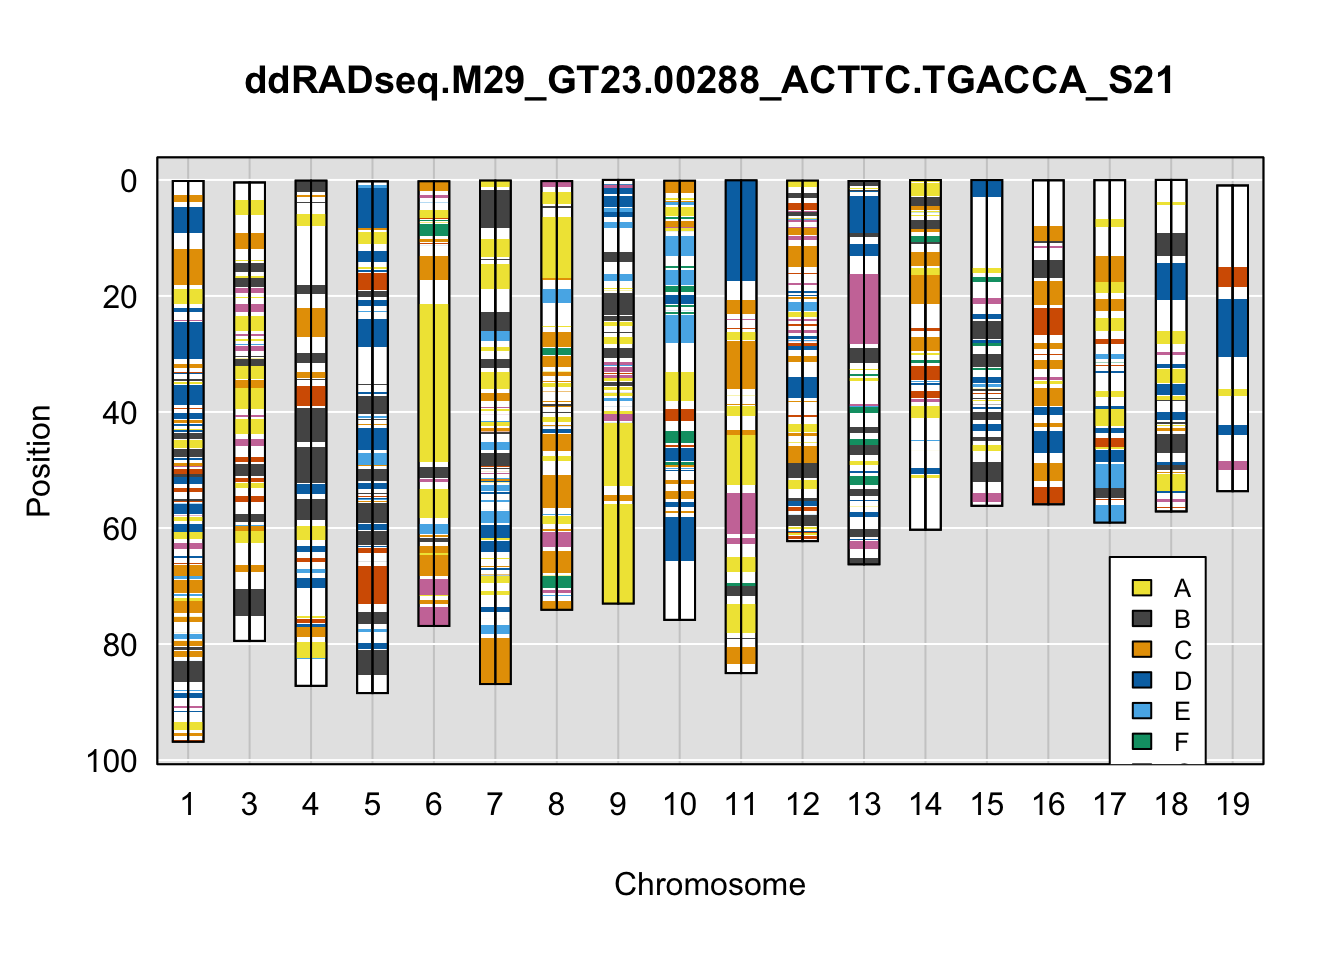 ddRADseq.M29_GT23.00288_ACTTC.TGACCA_S21
0
20
40
60
80
100
Position
A
B
C
D
E
F
1 3 4 5 6 7 8 9 10 11 12 13 14 15 16 17 18 19
Chromosome